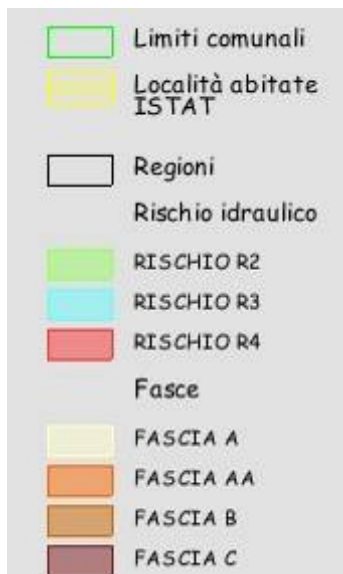 Limiti comunali
Località abitate
ISTAT
Regioni
Rischio idraulico
RISCHIO R2
RISCHIO R3
RISCHIO R4
Fasce
FASCIA A
FASCIA AA
FASCIA B
FASCIA C